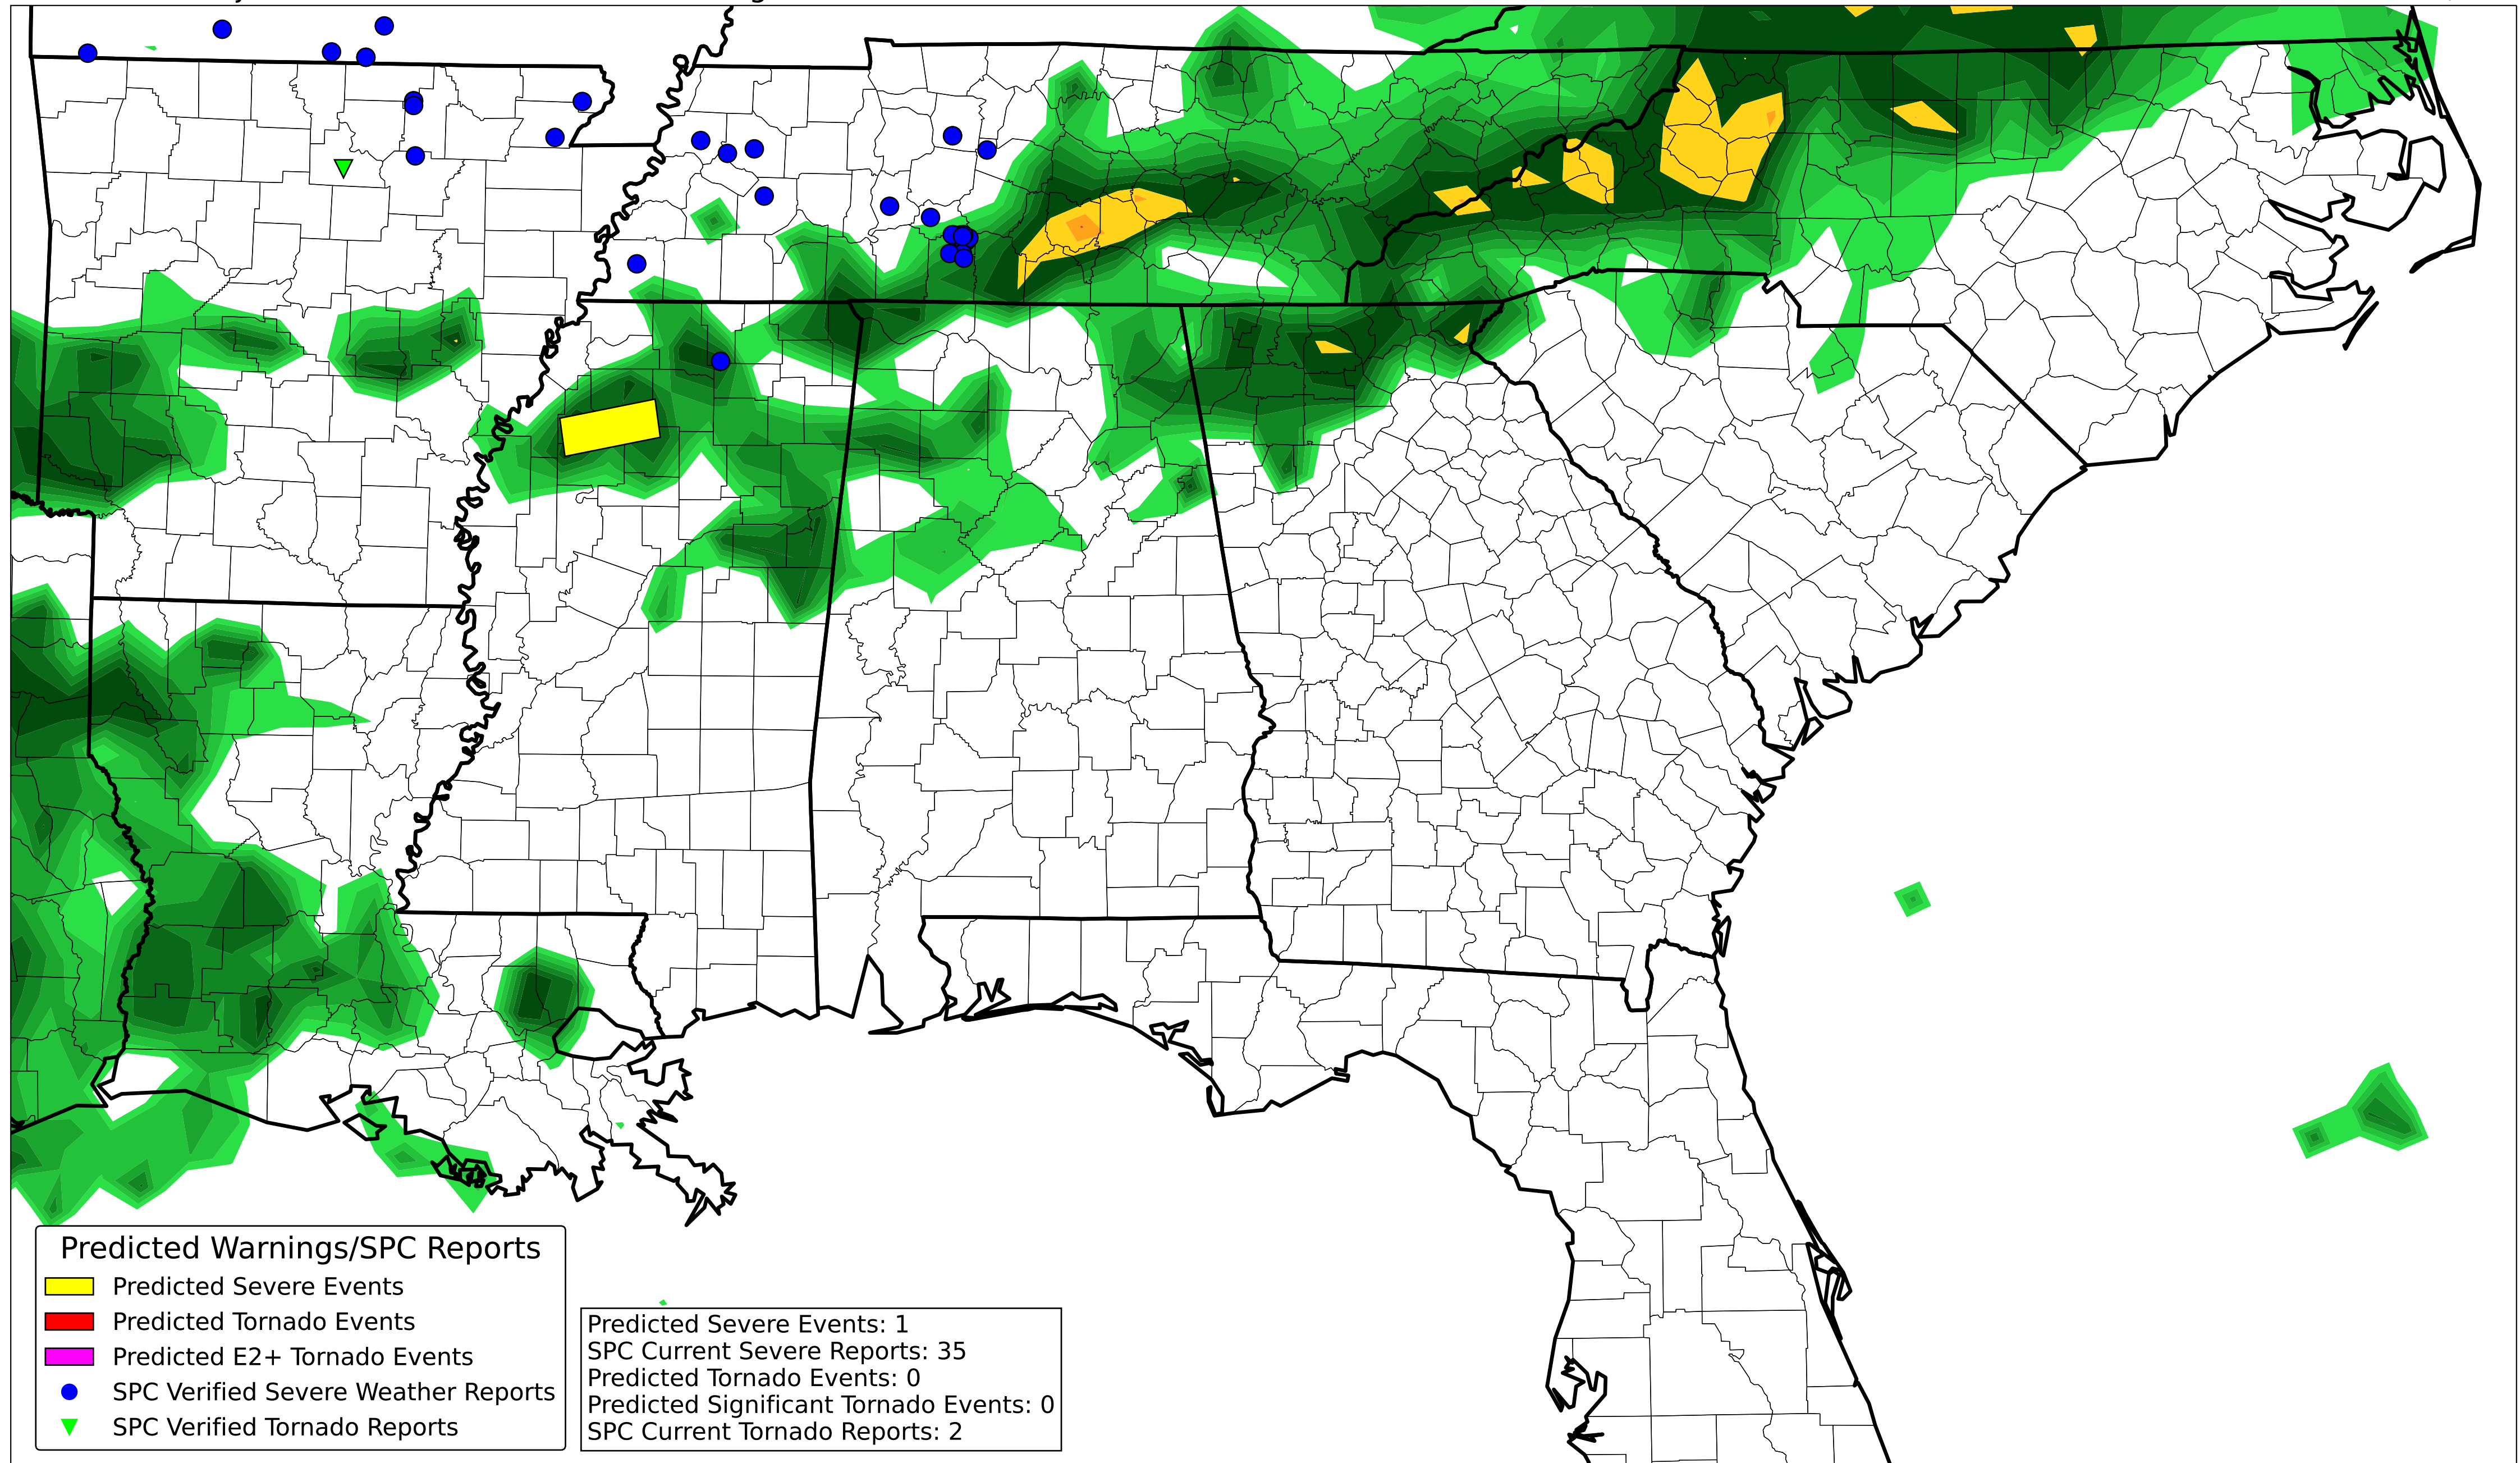 Predicted Warnings/SPC Reports
Predicted Severe Events
Predicted Tornado Events
Predicted E2+ Tornado Events
SPC Verified Severe Weather Reports
SPC Verified Tornado Reports
Predicted Severe Events: 1
SPC Current Severe Reports: 35
Predicted Tornado Events: 0
Predicted Significant Tornado Events: 0
SPC Current Tornado Reports: 2